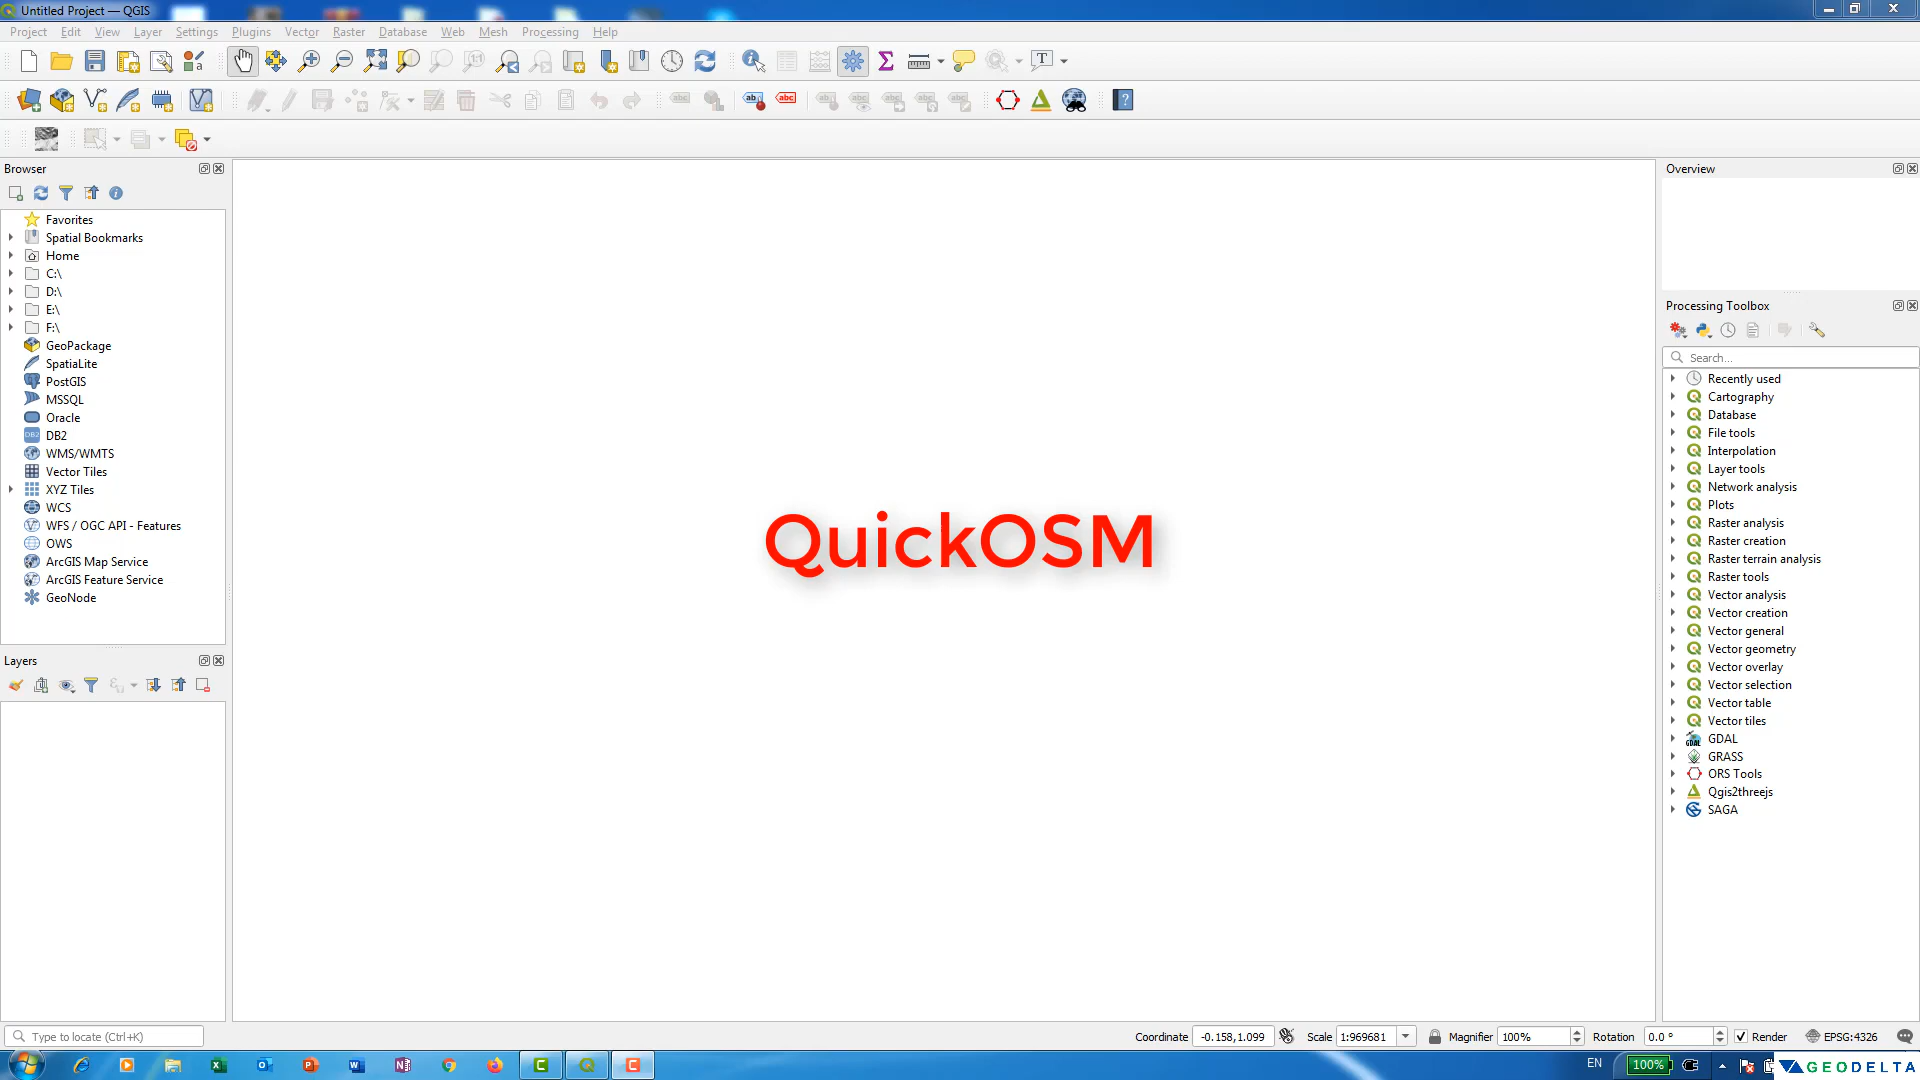 Untitled Project — QGIS
Project Edit View Layer Settings Plugins Vector Raster Database Web Mesh Processing Help
Browser
Favorites
Spatial Bookmarks
Home
C:\
D:\
E:\
F:\
GeoPackage
SpatiaLite
PostGIS
MSSQL
Oracle
DB2
WMS/WMTS
Vector Tiles
XYZ Tiles
WCS
WFS / OGC API - Features
OWS
ArcGIS Map Service
ArcGIS Feature Service
GeoNode
Layers
QuickOSM
Overview
Processing Toolbox
Search...
Recently used
Cartography
Database
File tools
Interpolation
Layer tools
Network analysis
Plots
Raster analysis
Raster creation
Raster terrain analysis
Raster tools
Vector analysis
Vector creation
Vector general
Vector geometry
Vector overlay
Vector selection
Vector table
Vector tiles
GDAL
GRASS
ORS Tools
Qgis2threejs
SAGA
Type to locate (Ctrl+K)
Coordinate -0.158,1.099 Scale 1:969681 Magnifier 100% Rotation 0.0 ° Render EPSG:4326
EN 100% GEODELTA